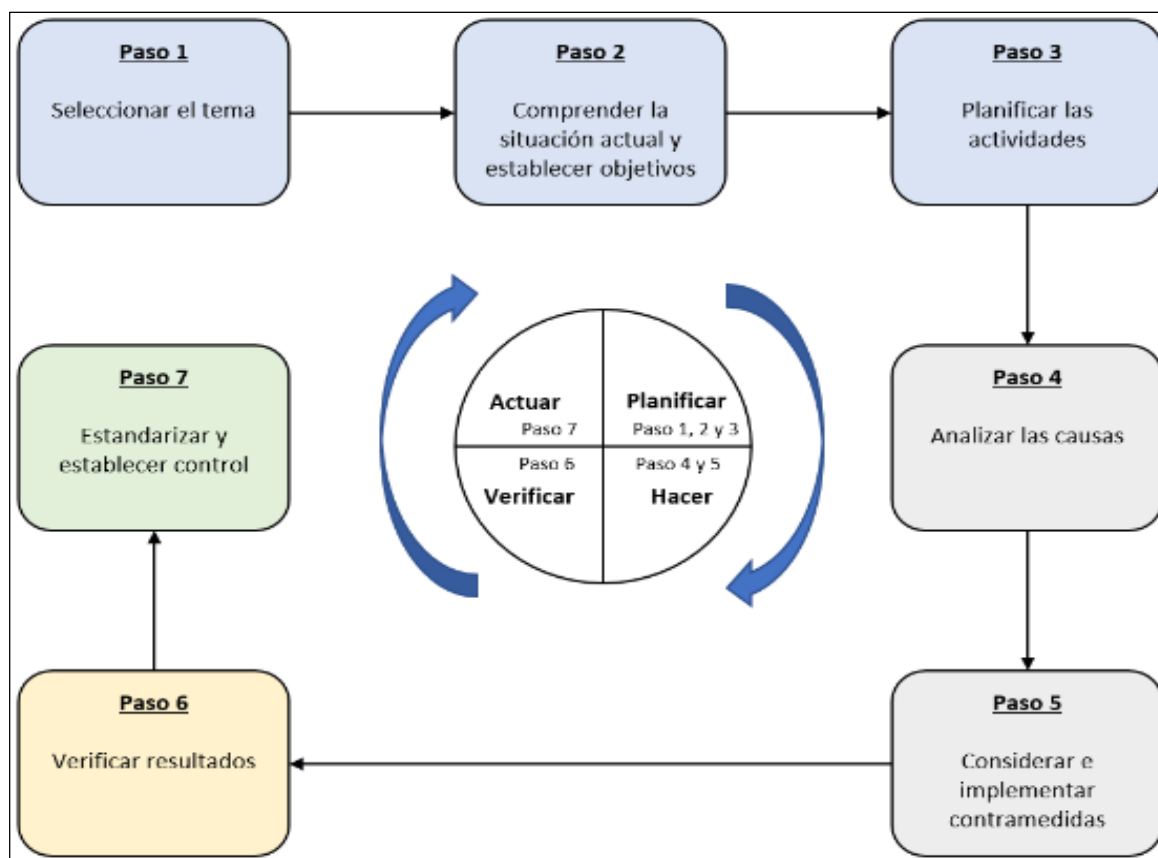 Paso 1
Seleccionar el tema
Paso 2
Comprender la
situación actual y
establecer objetivos
Paso 3
Planificar las
actividades
Paso 4
Analizar las causas
Paso 5
Considerar e
implementar
contramedidas
Paso 6
Verificar resultados
Paso 7
Estandarizar y
establecer control
Actuar
Paso 7
Planificar
Paso 1, 2 y 3
Paso 6
Verificar
Paso 4 y 5
Hacer